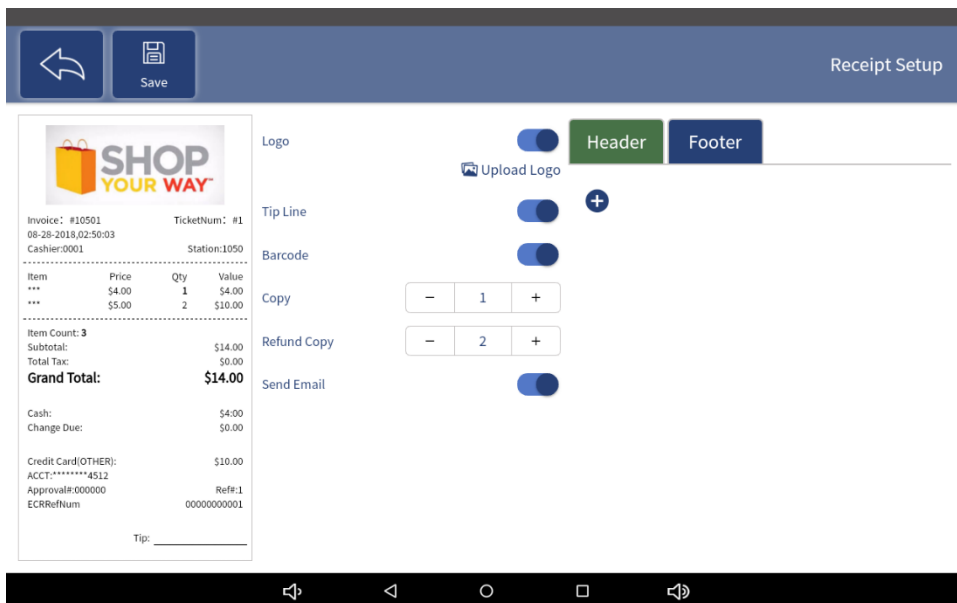 Save
Receipt Setup
SHOP
YOUR WAY™
Invoice: #10501 TicketNum: #1
08-28-2018,02:50:03
Cashier:0001 Station:1050
Item Price Qty Value
*** $4.00 1 $4.00
*** $5.00 2 $10.00
Item Count: 3
Subtotal: $14.00
Total Tax: $0.00
Grand Total: $14.00
Cash: $4:00
Change Due: $0.00
Credit Card(OTHER): $10.00
ACCT:********4512
Approval#:000000 Ref#:1
ECRRefNum 00000000001
Tip:
Logo
Upload Logo
Tip Line
Barcode
Copy − 1 +
Refund Copy − 2 +
Send Email
Header Footer